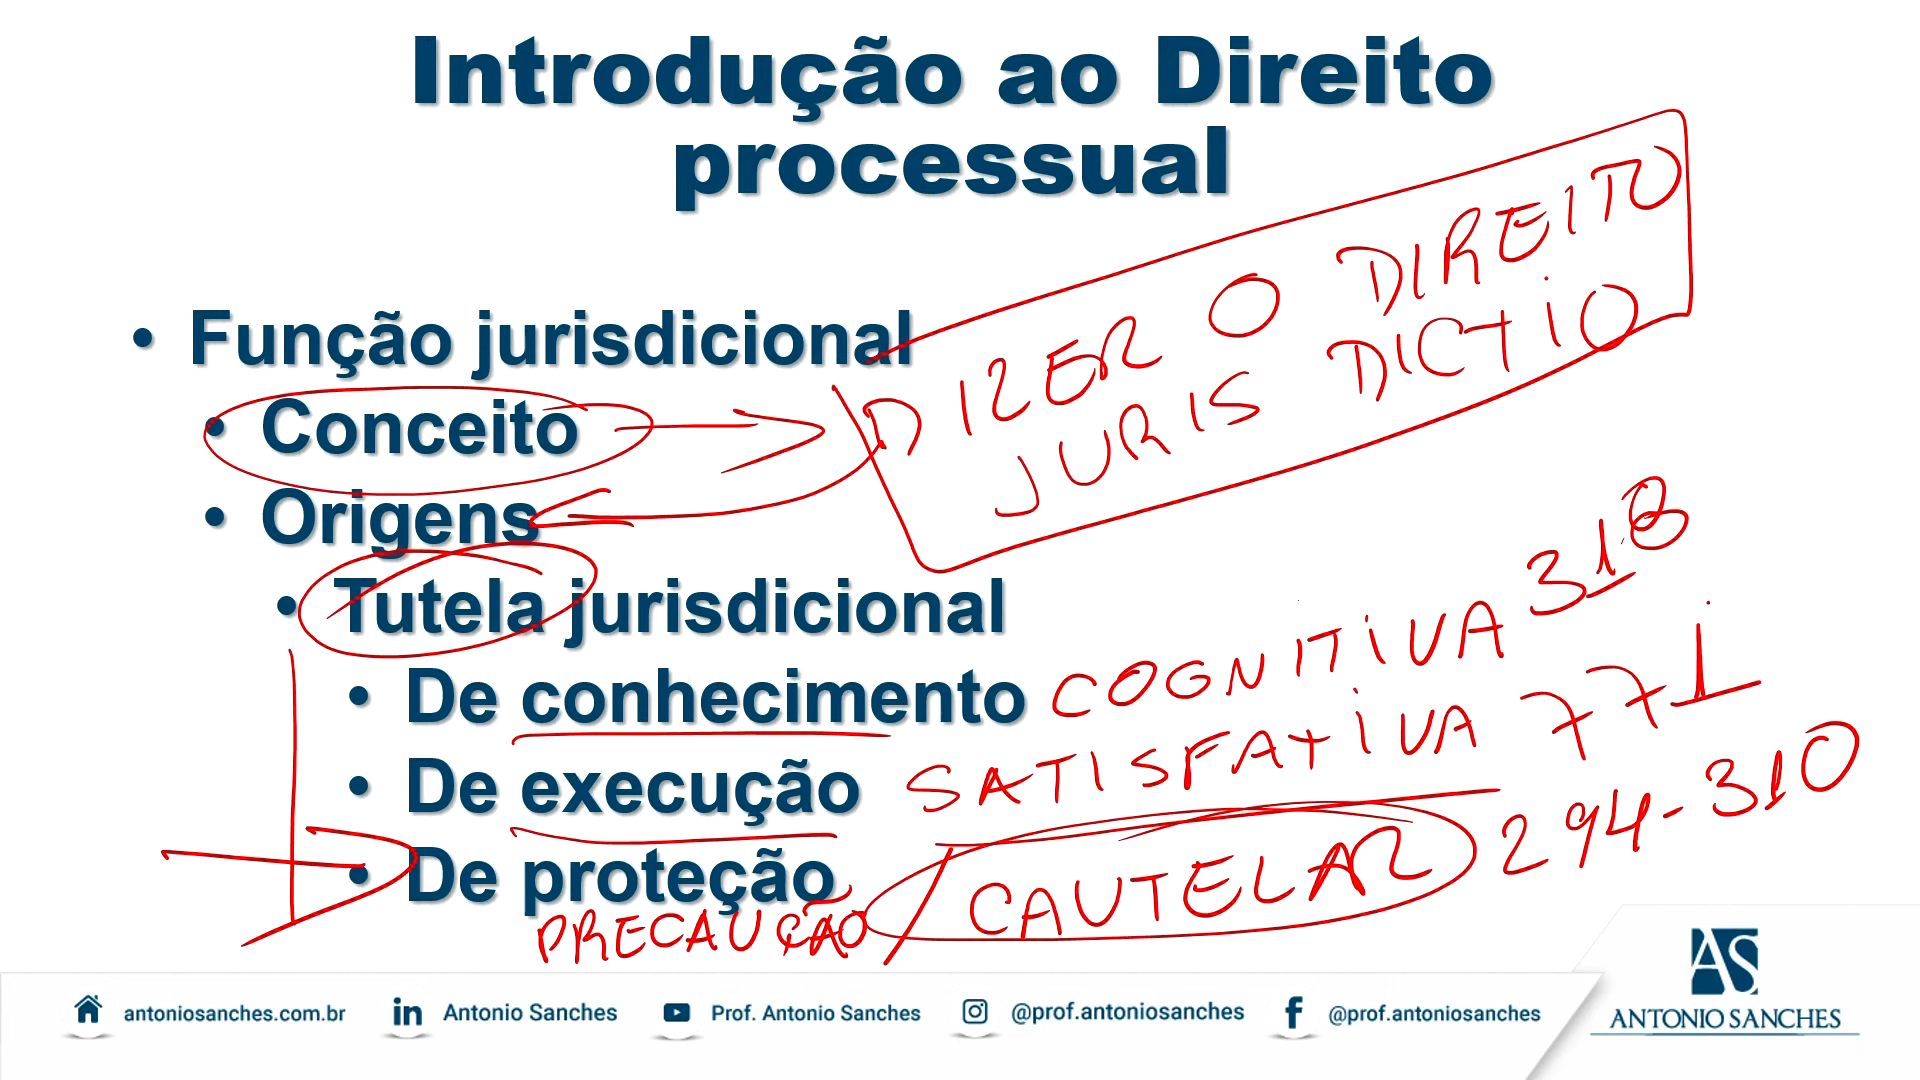 Introdução ao Direito
processual
• Função jurisdicional
• Conceito
DIZER O DIREITO
JURIS DICTIO
• Origens
• Tutela jurisdicional
• De conhecimento COGNITIVA 318
• De execução SATISFATIVA 771
• De proteção
PRECAUÇÃO / CAUTELAR 294-310
antoniosanches.com.br
in Antonio Sanches
Prof. Antonio Sanches
@prof.antoniosanches
f @prof.antoniosanches
AS
ANTONIO SANCHES